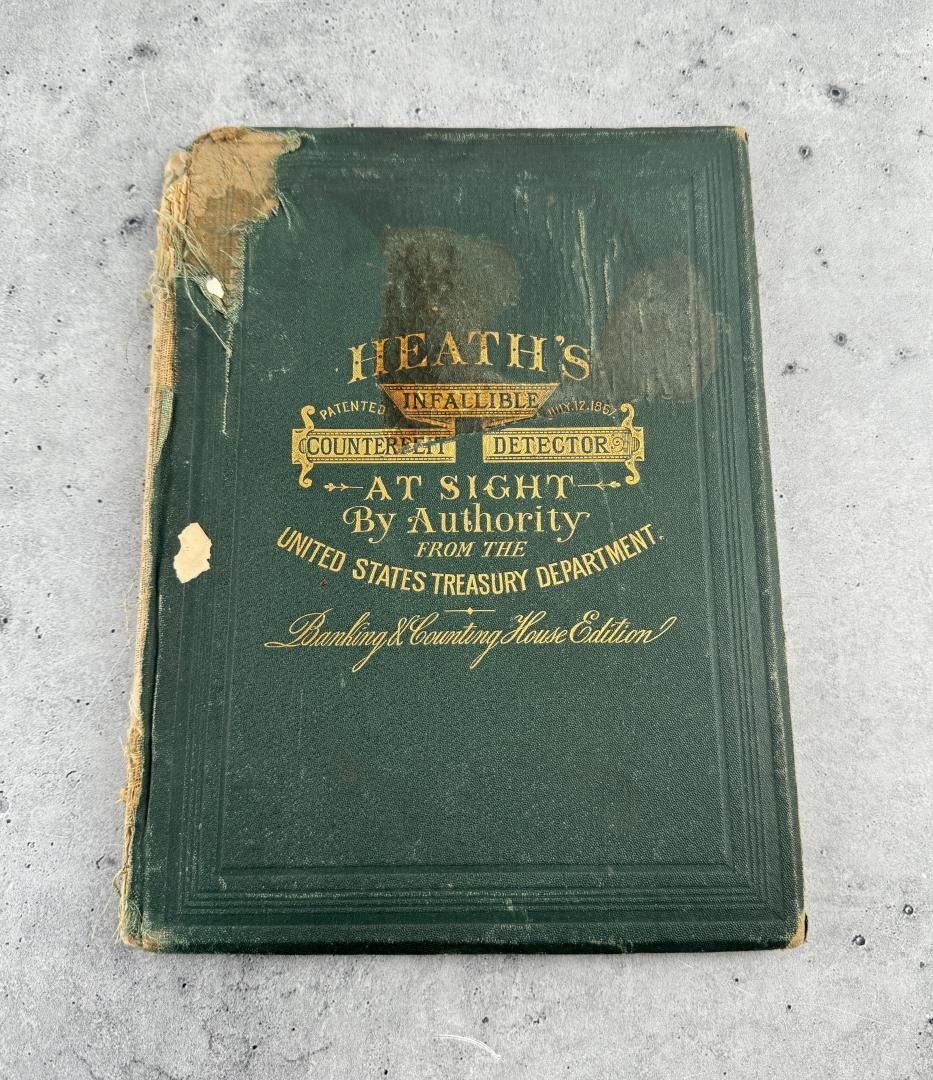 HEATH'S
INFALLIBLE
PATENTED JULY.12.1867.
COUNTERFEIT DETECTOR
AT SIGHT
By Authority
FROM THE
UNITED STATES TREASURY DEPARTMENT.
Banking & Counting House Edition